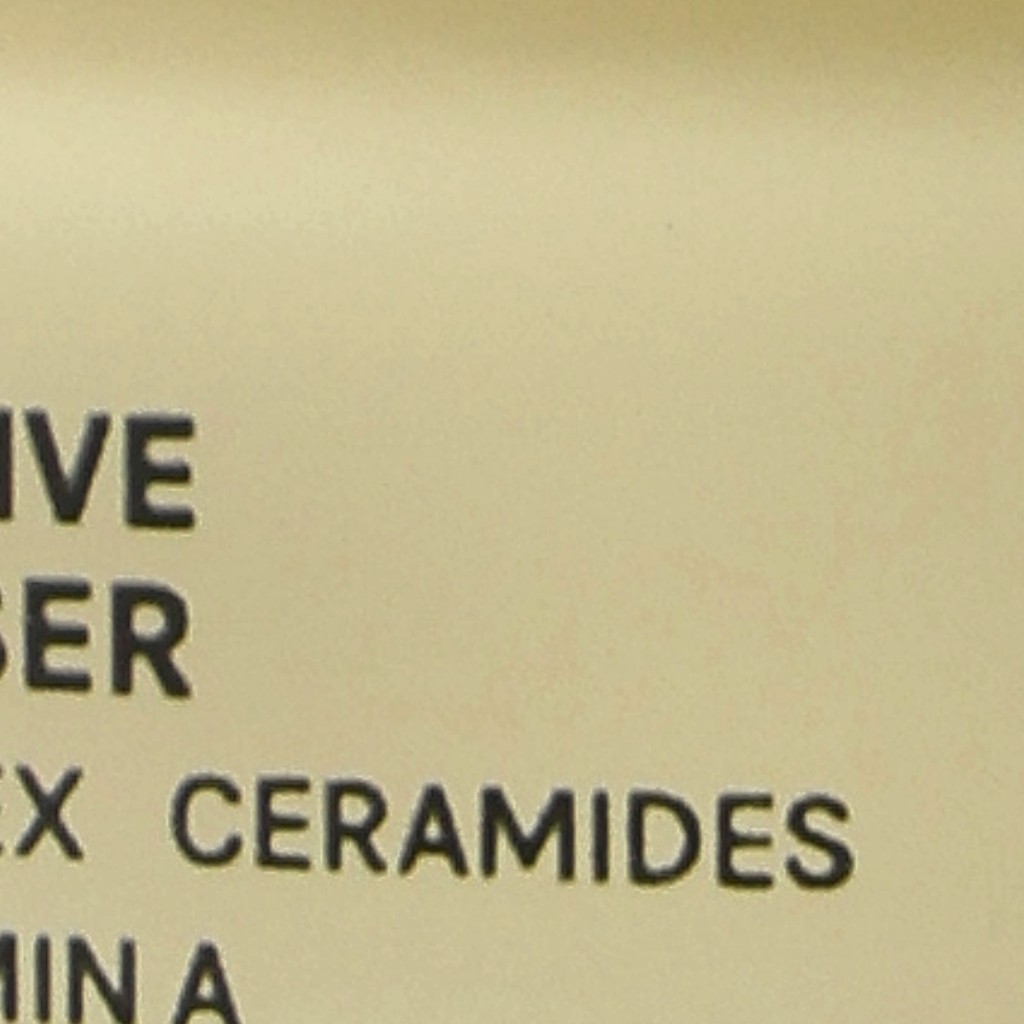 IVE
SER
EX CERAMIDES
MIN A